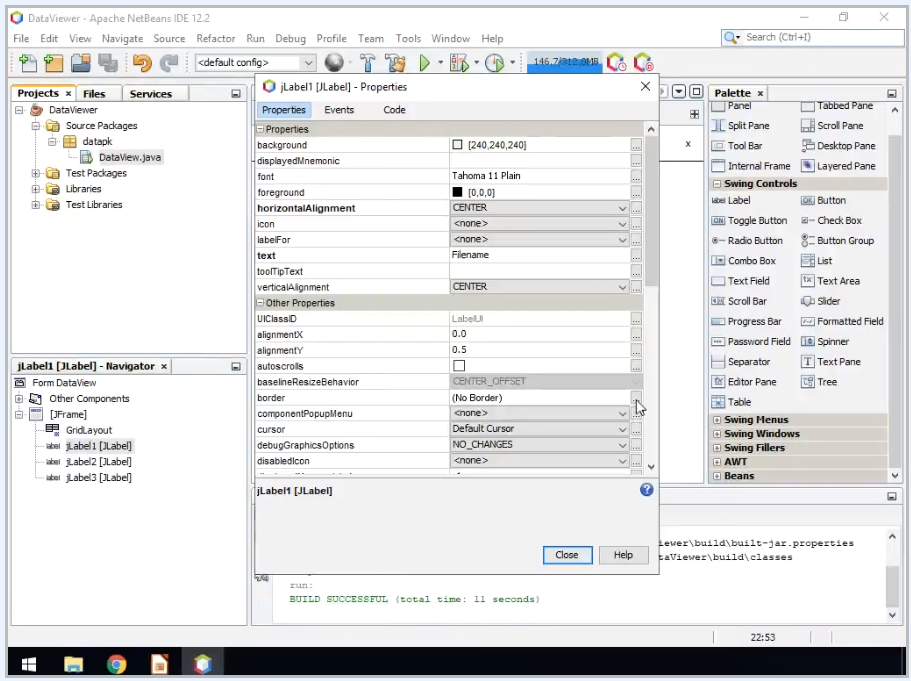 DataViewer - Apache NetBeans IDE 12.2
File Edit View Navigate Source Refactor Run Debug Profile Team Tools Window Help
Search (Ctrl+I)
<default config>
146.7/312.0MB
Projects × Files Services
DataViewer
Source Packages
datapk
DataView.java
Test Packages
Libraries
Test Libraries
jLabel1 [JLabel] - Navigator ×
Form DataView
Other Components
[JFrame]
GridLayout
label jLabel1 [JLabel]
label jLabel2 [JLabel]
label jLabel3 [JLabel]
jLabel1 [JLabel] - Properties
Properties Events Code
Properties
background [240,240,240] ...
displayedMnemonic ...
font Tahoma 11 Plain ...
foreground [0,0,0] ...
horizontalAlignment CENTER ...
icon <none> ...
labelFor <none> ...
text Filename ...
toolTipText ...
verticalAlignment CENTER ...
Other Properties
UIClassID LabelUI ...
alignmentX 0.0 ...
alignmentY 0.5 ...
autoscrolls ...
baselineResizeBehavior CENTER_OFFSET
border (No Border) ...
componentPopupMenu <none> ...
cursor Default Cursor ...
debugGraphicsOptions NO_CHANGES ...
disabledIcon <none> ...
jLabel1 [JLabel]
Close Help
x
Palette ×
Panel Tabbed Pane
Split Pane Scroll Pane
Tool Bar Desktop Pane
Internal Frame Layered Pane
Swing Controls
label Label OK Button
ON Toggle Button Check Box
Radio Button Button Group
Combo Box List
Text Field Text Area
Scroll Bar Slider
Progress Bar Formatted Field
Password Field Spinner
Separator Text Pane
Editor Pane Tree
Table
Swing Menus
Swing Windows
Swing Fillers
AWT
Beans
iewer\build\built-jar.properties
taViewer\build\classes
run:
BUILD SUCCESSFUL (total time: 11 seconds)
22:53